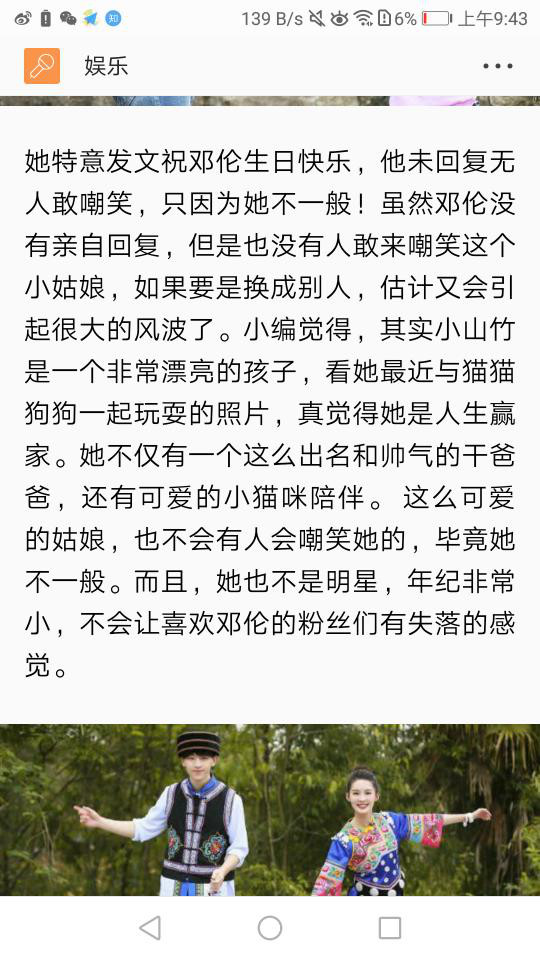 139 B/s 6% 上午9:43
知
娱乐
她特意发文祝邓伦生日快乐，他未回复无
人敢嘲笑，只因为她不一般！虽然邓伦没
有亲自回复，但是也没有人敢来嘲笑这个
小姑娘，如果要是换成别人，估计又会引
起很大的风波了。小编觉得，其实小山竹
是一个非常漂亮的孩子，看她最近与猫猫
狗狗一起玩耍的照片，真觉得她是人生赢
家。她不仅有一个这么出名和帅气的干爸
爸，还有可爱的小猫咪陪伴。 这么可爱
的姑娘，也不会有人会嘲笑她的，毕竟她
不一般。而且，她也不是明星，年纪非常
小，不会让喜欢邓伦的粉丝们有失落的感
觉。